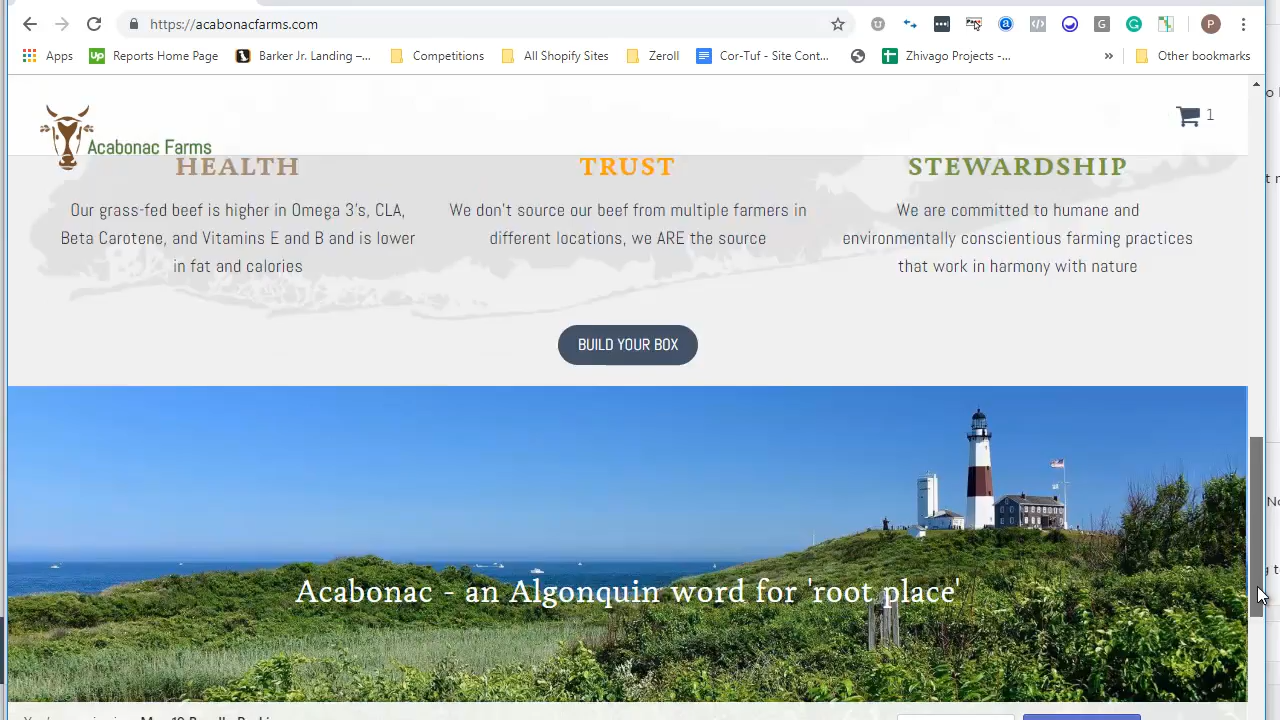 https://acabonacfarms.com
Apps Reports Home Page Barker Jr. Landing –... Competitions All Shopify Sites Zeroll Cor-Tuf - Site Cont... Zhivago Projects -... » Other bookmarks
Acabonac Farms
1
HEALTH
Our grass-fed beef is higher in Omega 3's, CLA,
Beta Carotene, and Vitamins E and B and is lower
in fat and calories
TRUST
We don't source our beef from multiple farmers in
different locations, we ARE the source
STEWARDSHIP
We are committed to humane and
environmentally conscientious farming practices
that work in harmony with nature
BUILD YOUR BOX
Acabonac - an Algonquin word for 'root place'